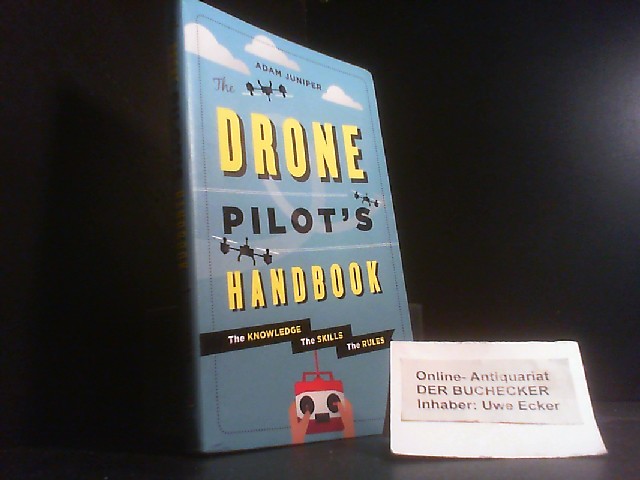 ADAM JUNIPER
The
DRONE
PILOT'S
HANDBOOK
The KNOWLEDGE
The SKILLS
The RULES
Online- Antiquariat
DER BUCHECKER
Inhaber: Uwe Ecker